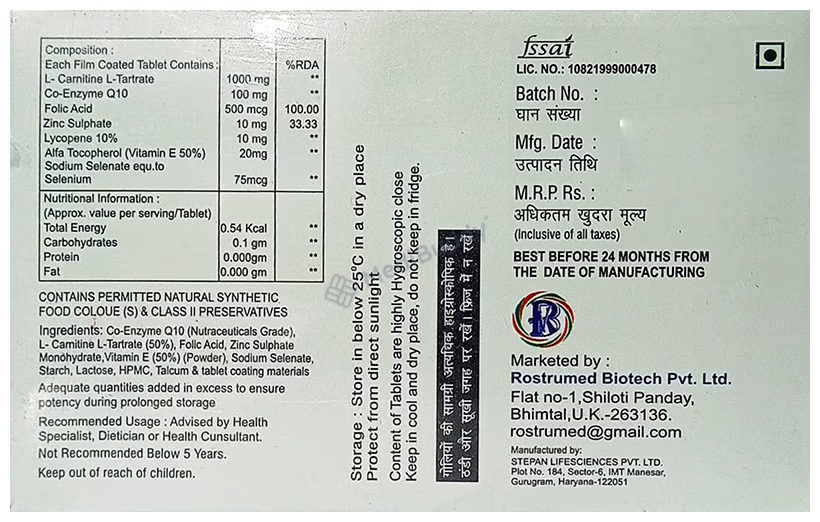 Composition :
Each Film Coated Tablet Contains : %RDA
L- Carnitine L-Tartrate 1000 mg **
Co-Enzyme Q10 100 mg **
Folic Acid 500 mcg 100.00
Zinc Sulphate 10 mg 33.33
Lycopene 10% 10 mg **
Alfa Tocopherol (Vitamin E 50%) 20mg **
Sodium Selenate equ.to
Selenium 75mcg **
Nutritional Information :
(Approx. value per serving/Tablet)
Total Energy 0.54 Kcal **
Carbohydrates 0.1 gm **
Protein 0.000gm **
Fat 0.000 gm **
CONTAINS PERMITTED NATURAL SYNTHETIC
FOOD COLOUE (S) & CLASS II PRESERVATIVES
Ingredients: Co-Enzyme Q10 (Nutraceuticals Grade),
L- Carnitine L-Tartrate (50%), Folic Acid, Zinc Sulphate
Monohydrate,Vitamin E (50%) (Powder), Sodium Selenate,
Starch, Lactose, HPMC, Talcum & tablet coating materials
Adequate quantities added in excess to ensure
potency during prolonged storage
Recommended Usage : Advised by Health
Specialist, Dietician or Health Cunsultant.
Not Recommended Below 5 Years.
Keep out of reach of children.
Storage : Store in below 25°C in a dry place
Protect from direct sunlight
Content of Tablets are highly Hygroscopic close
Keep in cool and dry place, do not keep in fridge.
गोलियों की सामग्री अत्यधिक हाइग्रोस्कोपिक है।
ठंडी और सूखी जगह पर रखें। फ्रिज में न रखें
fssai
LIC. NO.: 10821999000478
Batch No. :
घान संख्या
Mfg. Date :
उत्पादन तिथि
M.R.P. Rs. :
अधिकतम खुदरा मूल्य
(Inclusive of all taxes)
BEST BEFORE 24 MONTHS FROM
THE DATE OF MANUFACTURING
R
Marketed by :
Rostrumed Biotech Pvt. Ltd.
Flat no-1,Shiloti Panday,
Bhimtal,U.K.-263136.
rostrumed@gmail.com
Manufactured by:
STEPAN LIFESCIENCES PVT. LTD.
Plot No. 184, Sector-6, IMT Manesar,
Gurugram, Haryana-122051